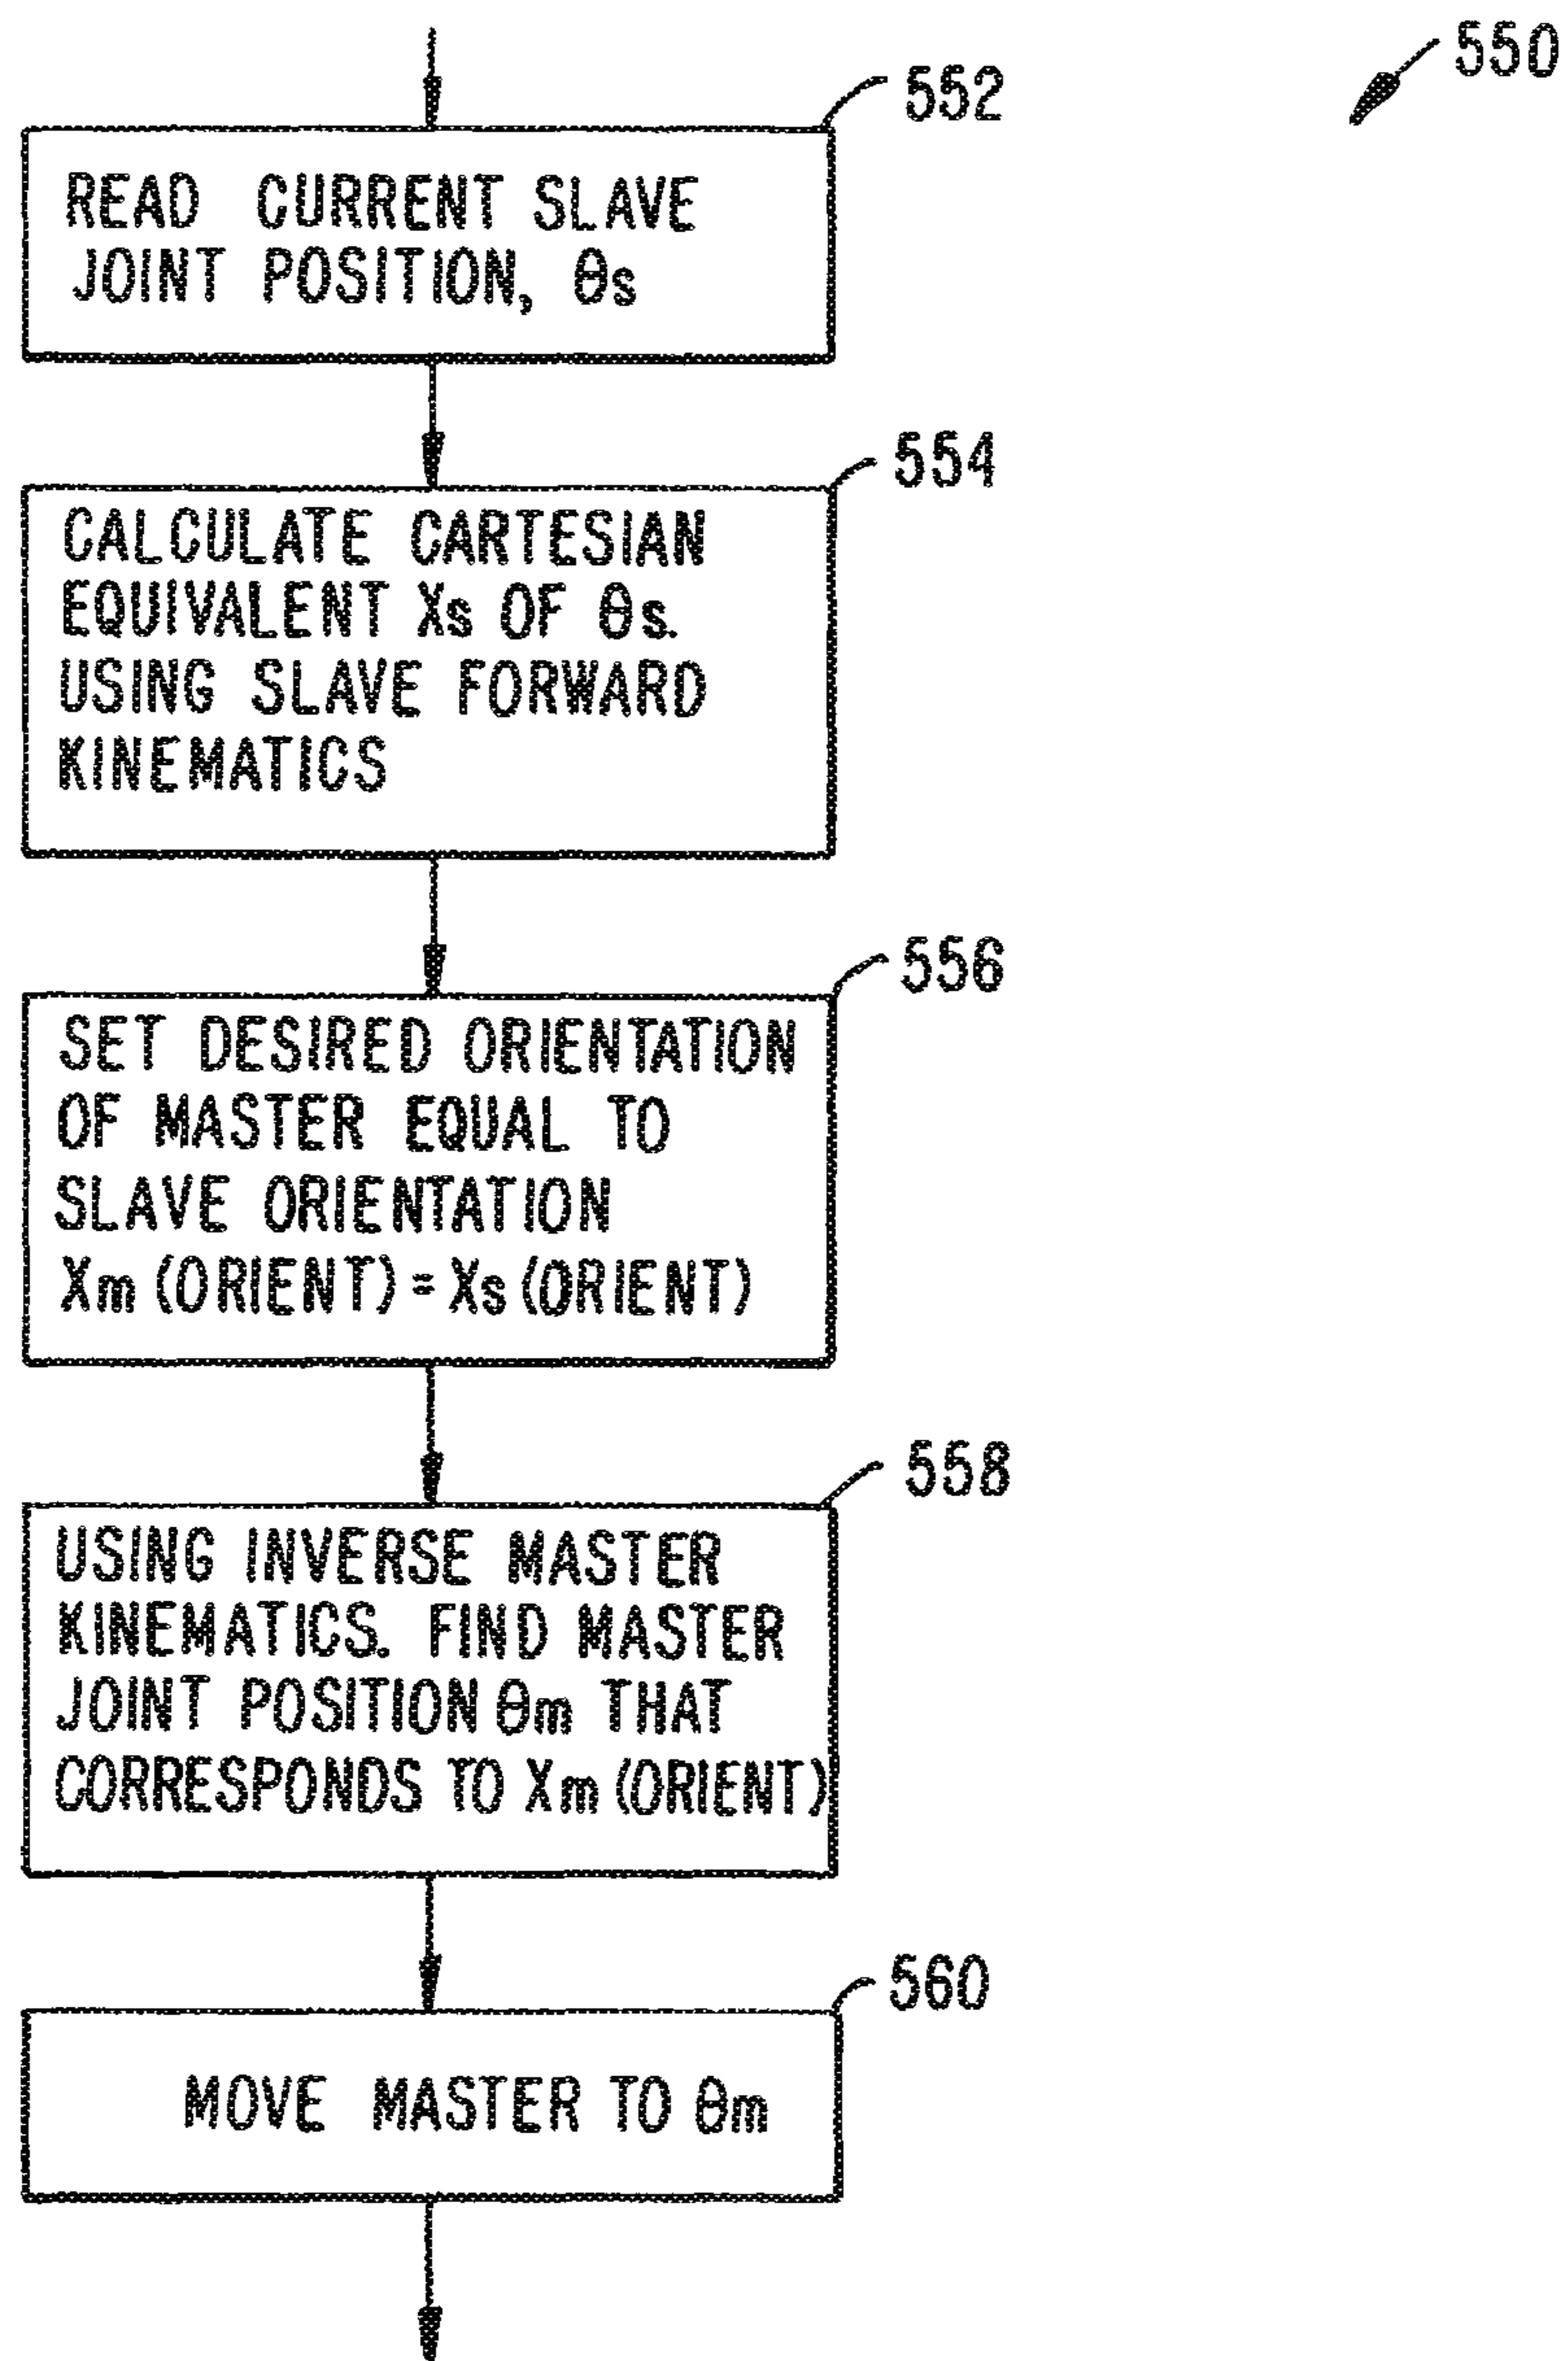 550
552
READ CURRENT SLAVE
JOINT POSITION, θs
554
CALCULATE CARTESIAN
EQUIVALENT Xs OF θs.
USING SLAVE FORWARD
KINEMATICS
556
SET DESIRED ORIENTATION
OF MASTER EQUAL TO
SLAVE ORIENTATION
Xm (ORIENT) = Xs (ORIENT)
558
USING INVERSE MASTER
KINEMATICS. FIND MASTER
JOINT POSITION θm THAT
CORRESPONDS TO Xm (ORIENT)
560
MOVE MASTER TO θm